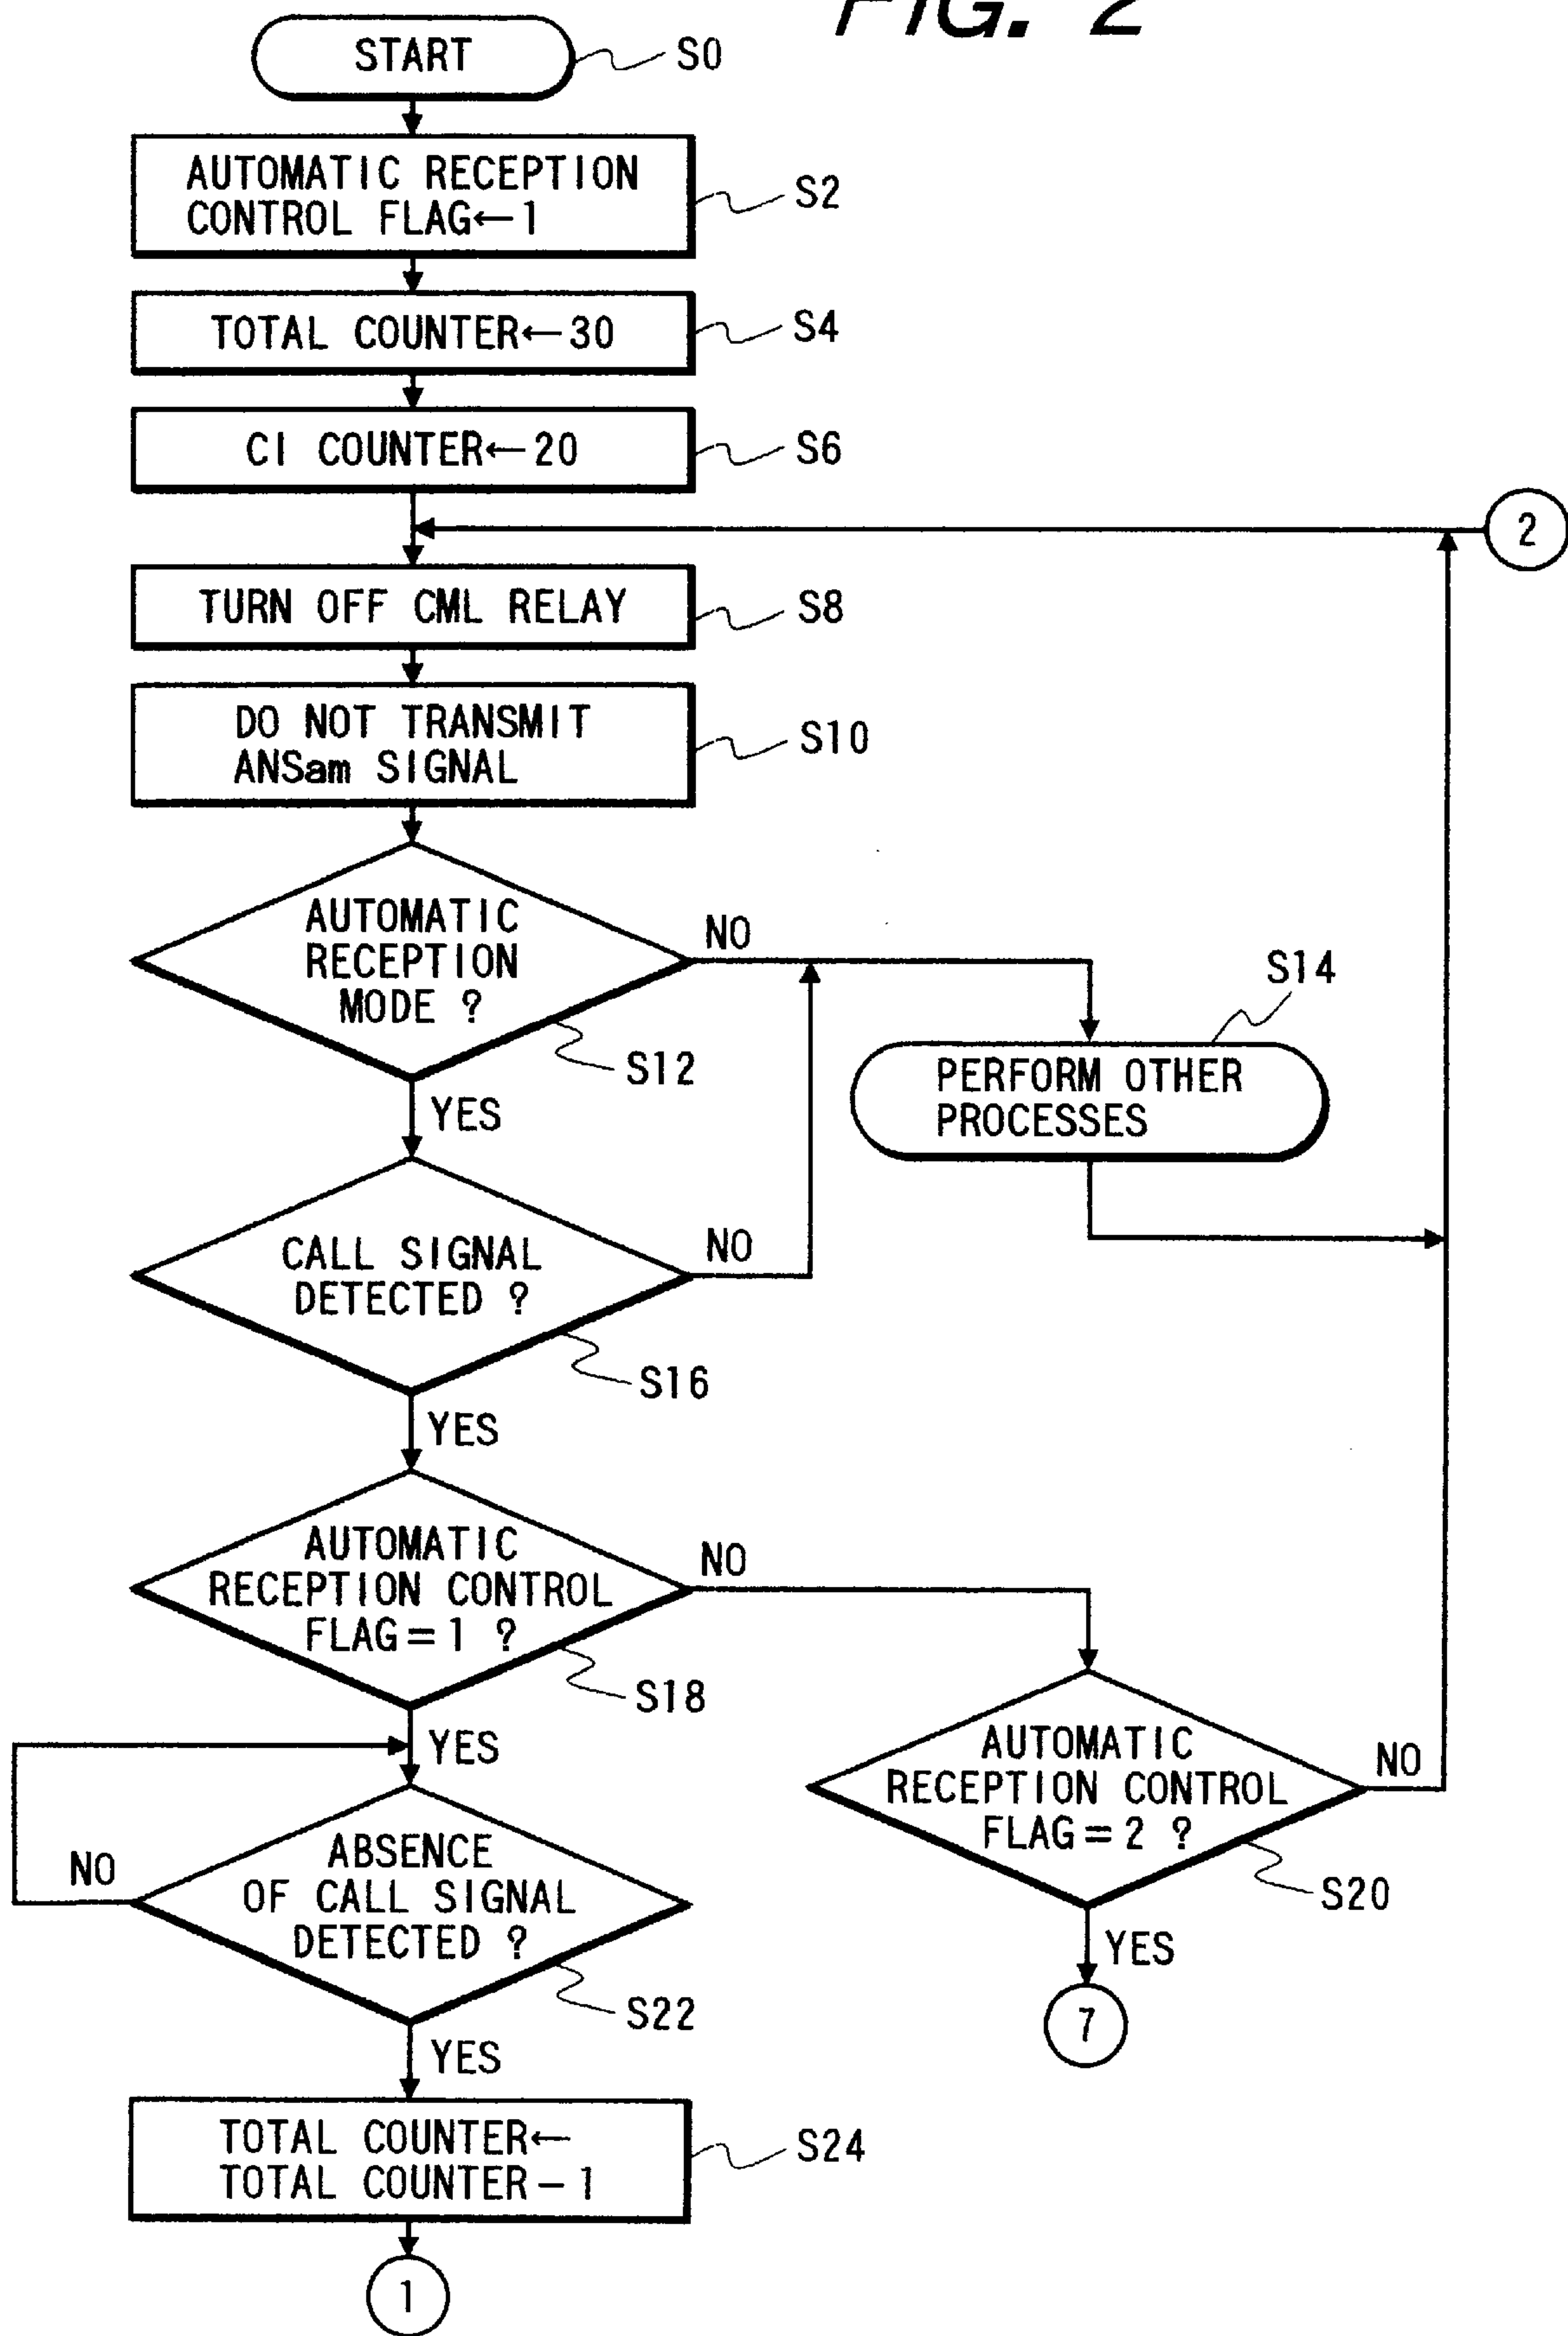 FIG. 2
START
S0
AUTOMATIC RECEPTION
CONTROL FLAG←1
S2
TOTAL COUNTER←30
S4
CI COUNTER←20
S6
2
TURN OFF CML RELAY
S8
DO NOT TRANSMIT
ANSam SIGNAL
S10
AUTOMATIC
RECEPTION
MODE ?
NO
S12
YES
S14
PERFORM OTHER
PROCESSES
CALL SIGNAL
DETECTED ?
NO
S16
YES
AUTOMATIC
RECEPTION CONTROL
FLAG=1 ?
NO
S18
YES
AUTOMATIC
RECEPTION CONTROL
FLAG=2 ?
NO
S20
YES
7
ABSENCE
OF CALL SIGNAL
DETECTED ?
NO
S22
YES
TOTAL COUNTER←
TOTAL COUNTER-1
S24
1